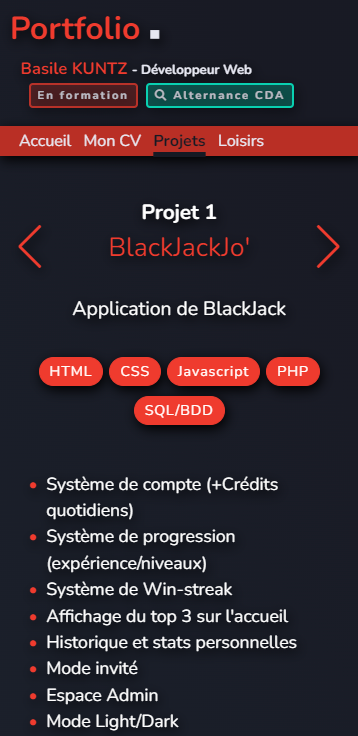 Portfolio
Basile KUNTZ - Développeur Web
En formation Alternance CDA
Accueil Mon CV Projets Loisirs
Projet 1
BlackJackJo'
Application de BlackJack
HTML CSS Javascript PHP
SQL/BDD
Système de compte (+Crédits
quotidiens)
Système de progression
(expérience/niveaux)
Système de Win-streak
Affichage du top 3 sur l'accueil
Historique et stats personnelles
Mode invité
Espace Admin
Mode Light/Dark